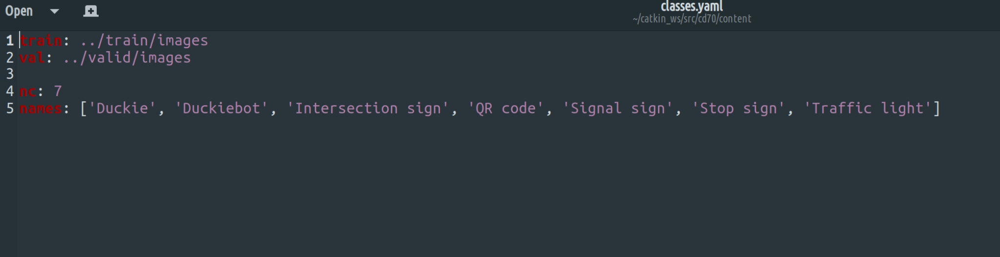 Open
classes.yaml
~/catkin_ws/src/cd70/content
1 train: ../train/images
2 val: ../valid/images
3
4 nc: 7
5 names: ['Duckie', 'Duckiebot', 'Intersection sign', 'QR code', 'Signal sign', 'Stop sign', 'Traffic light']